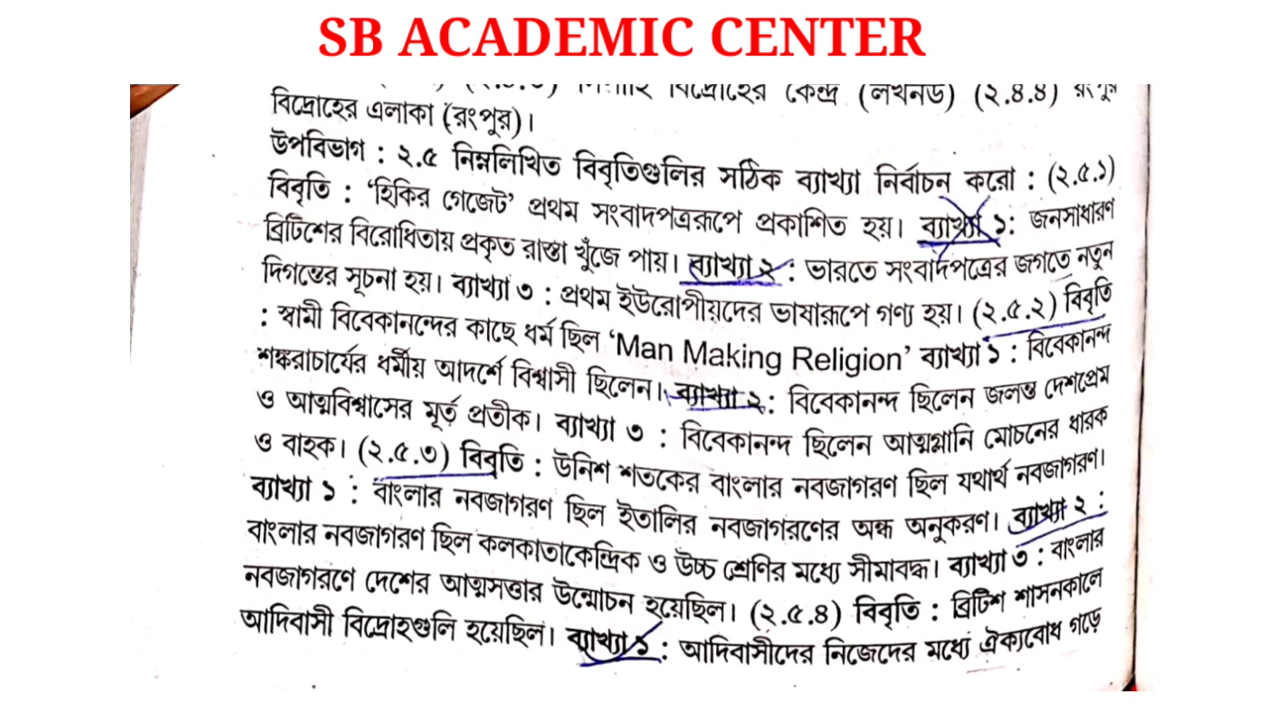 SB ACADEMIC CENTER
বিদ্রোহের কেন্দ্র (লখনউ) (২.৪.৪) রংপুর
বিদ্রোহের এলাকা (রংপুর)।
উপবিভাগ : ২.৫ নিম্নলিখিত বিবৃতিগুলির সঠিক ব্যাখ্যা নির্বাচন করো : (২.৫.১)
বিবৃতি : ‘হিকির গেজেট’ প্রথম সংবাদপত্ররূপে প্রকাশিত হয়। ব্যাখ্যা ১: জনসাধারণ
ব্রিটিশের বিরোধিতায় প্রকৃত রাস্তা খুঁজে পায়। ব্যাখ্যা ২ : ভারতে সংবাদপত্রের জগতে নতুন
দিগন্তের সূচনা হয়। ব্যাখ্যা ৩ : প্রথম ইউরোপীয়দের ভাষারূপে গণ্য হয়। (২.৫.২) বিবৃতি
: স্বামী বিবেকানন্দের কাছে ধর্ম ছিল ‘Man Making Religion’ ব্যাখ্যা ১ : বিবেকানন্দ
শঙ্করাচার্যের ধর্মীয় আদর্শে বিশ্বাসী ছিলেন। ব্যাখ্যা ২: বিবেকানন্দ ছিলেন জলন্ত দেশপ্রেম
ও আত্মবিশ্বাসের মূর্ত প্রতীক। ব্যাখ্যা ৩ : বিবেকানন্দ ছিলেন আত্মগ্লানি মোচনের ধারক
ও বাহক। (২.৫.৩) বিবৃতি : উনিশ শতকের বাংলার নবজাগরণ ছিল যথার্থ নবজাগরণ।
ব্যাখ্যা ১ : বাংলার নবজাগরণ ছিল ইতালির নবজাগরণের অন্ধ অনুকরণ। ব্যাখ্যা ২ :
বাংলার নবজাগরণ ছিল কলকাতাকেন্দ্রিক ও উচ্চ শ্রেণির মধ্যে সীমাবদ্ধ। ব্যাখ্যা ৩ : বাংলার
নবজাগরণে দেশের আত্মসত্তার উন্মোচন হয়েছিল। (২.৫.৪) বিবৃতি : ব্রিটিশ শাসনকালে
আদিবাসী বিদ্রোহগুলি হয়েছিল। ব্যাখ্যা ১ : আদিবাসীদের নিজেদের মধ্যে ঐক্যবোধ গড়ে